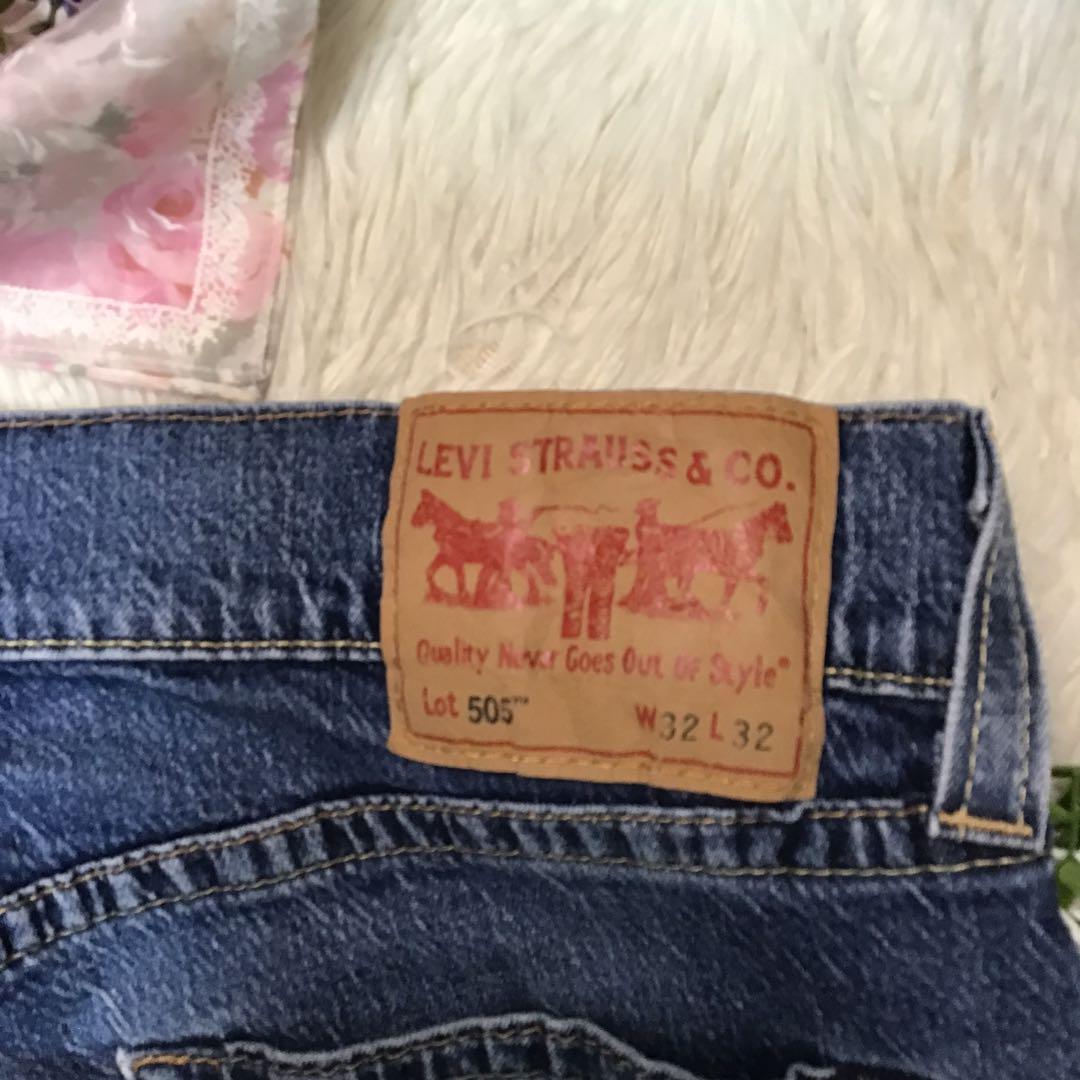 LEVI STRAUSS & CO.
Quality Never Goes Out Of Style®
Lot 505™ W32 L32